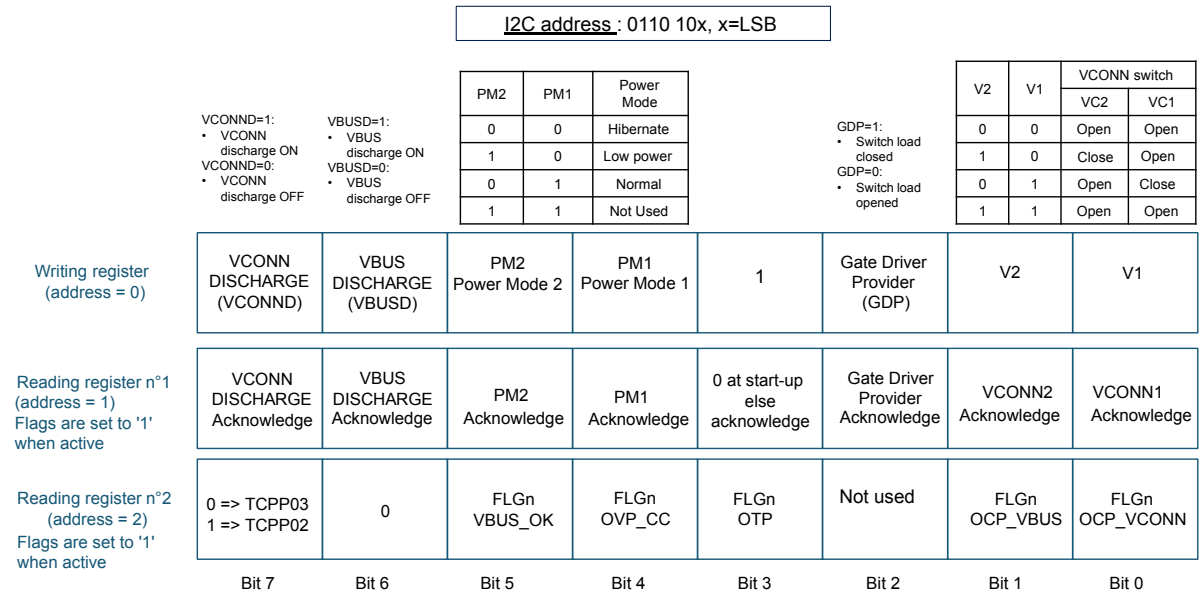 I2C address : 0110 10x, x=LSB
VCONND=1:
• VCONN
discharge ON
VCONND=0:
• VCONN
discharge OFF
VBUSD=1:
• VBUS
discharge ON
VBUSD=0:
• VBUS
discharge OFF
PM2 PM1 Power
Mode
0 0 Hibernate
1 0 Low power
0 1 Normal
1 1 Not Used
GDP=1:
• Switch load
closed
GDP=0:
• Switch load
opened
V2 V1 VCONN switch
VC2 VC1
0 0 Open Open
1 0 Close Open
0 1 Open Close
1 1 Open Open
Writing register
(address = 0)
VCONN
DISCHARGE
(VCONND)
VBUS
DISCHARGE
(VBUSD)
PM2
Power Mode 2
PM1
Power Mode 1
1
Gate Driver
Provider
(GDP)
V2
V1
Reading register n°1
(address = 1)
Flags are set to '1'
when active
VCONN
DISCHARGE
Acknowledge
VBUS
DISCHARGE
Acknowledge
PM2
Acknowledge
PM1
Acknowledge
0 at start-up
else
acknowledge
Gate Driver
Provider
Acknowledge
VCONN2
Acknowledge
VCONN1
Acknowledge
Reading register n°2
(address = 2)
Flags are set to '1'
when active
0 => TCPP03
1 => TCPP02
0
FLGn
VBUS_OK
FLGn
OVP_CC
FLGn
OTP
Not used
FLGn
OCP_VBUS
FLGn
OCP_VCONN
Bit 7 Bit 6 Bit 5 Bit 4 Bit 3 Bit 2 Bit 1 Bit 0